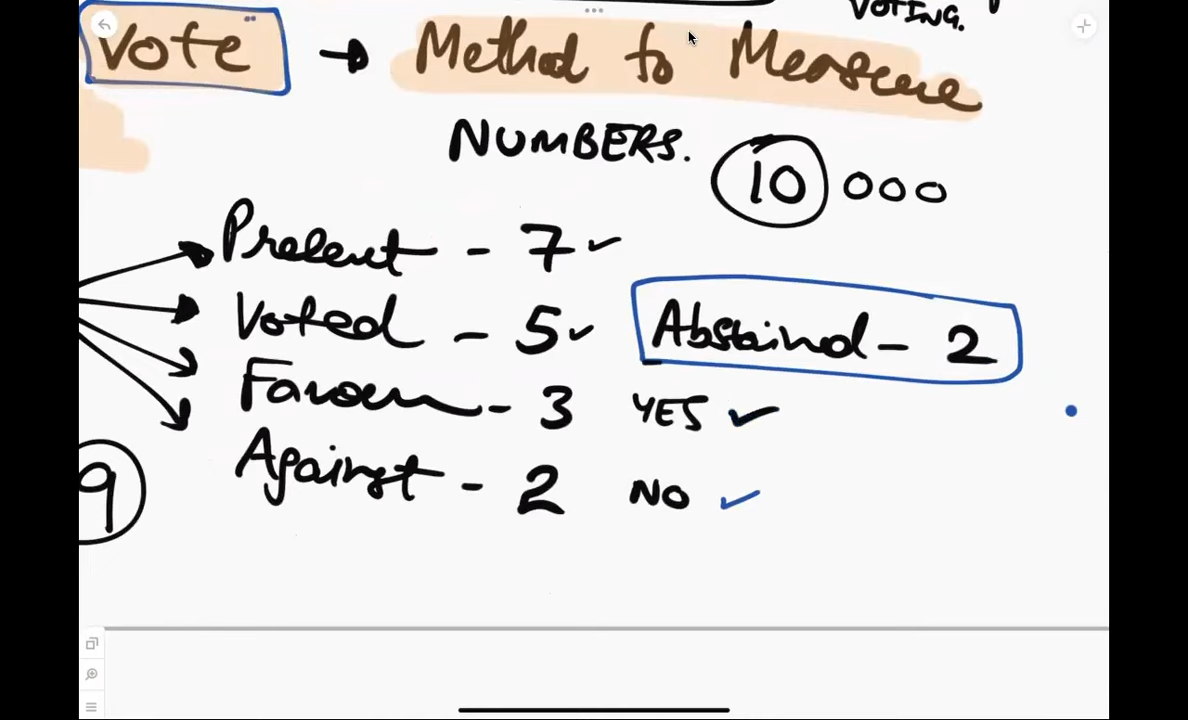 VOTING.
Vote → Method to Measure
NUMBERS. 10 000
Present - 7 ✓
Voted - 5 ✓ Abstained - 2
Favour - 3 YES ✓
Against - 2 NO ✓
9